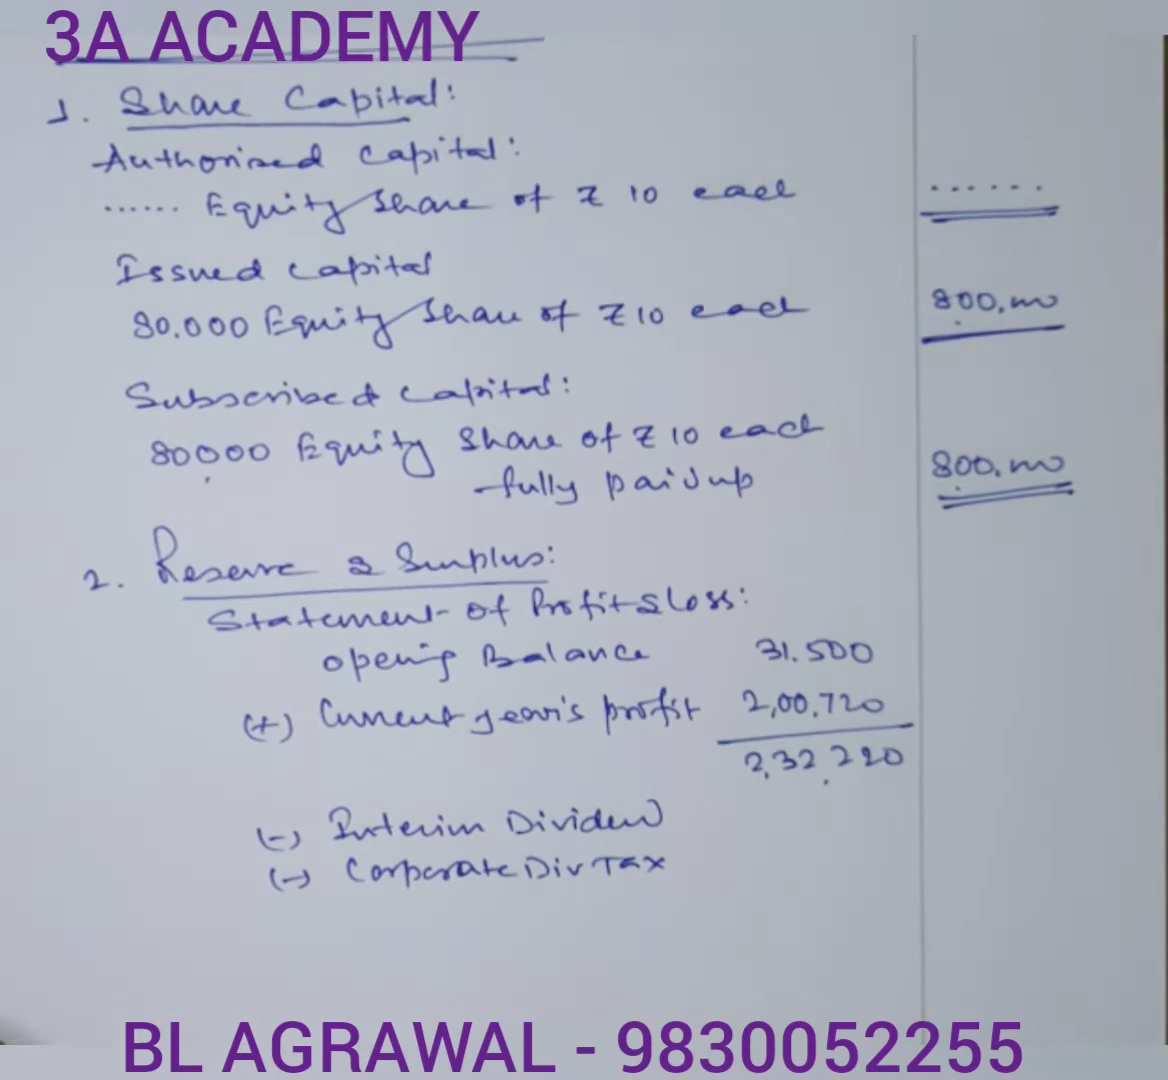 3A ACADEMY
1. Share Capital:
Authorised Capital:
...... Equity Share of ₹ 10 each ......
Issued Capital
80,000 Equity Share of ₹10 each 800,000
Subscribed Capital:
80000 Equity Share of ₹10 each
fully paid up 800,000
2. Reserve & Surplus:
Statement of Profit & Loss:
Opening Balance 31,500
(+) Current year's profit 2,00,720
2,32,220
(-) Interim Dividend
(-) Corporate Div Tax
BL AGRAWAL - 9830052255